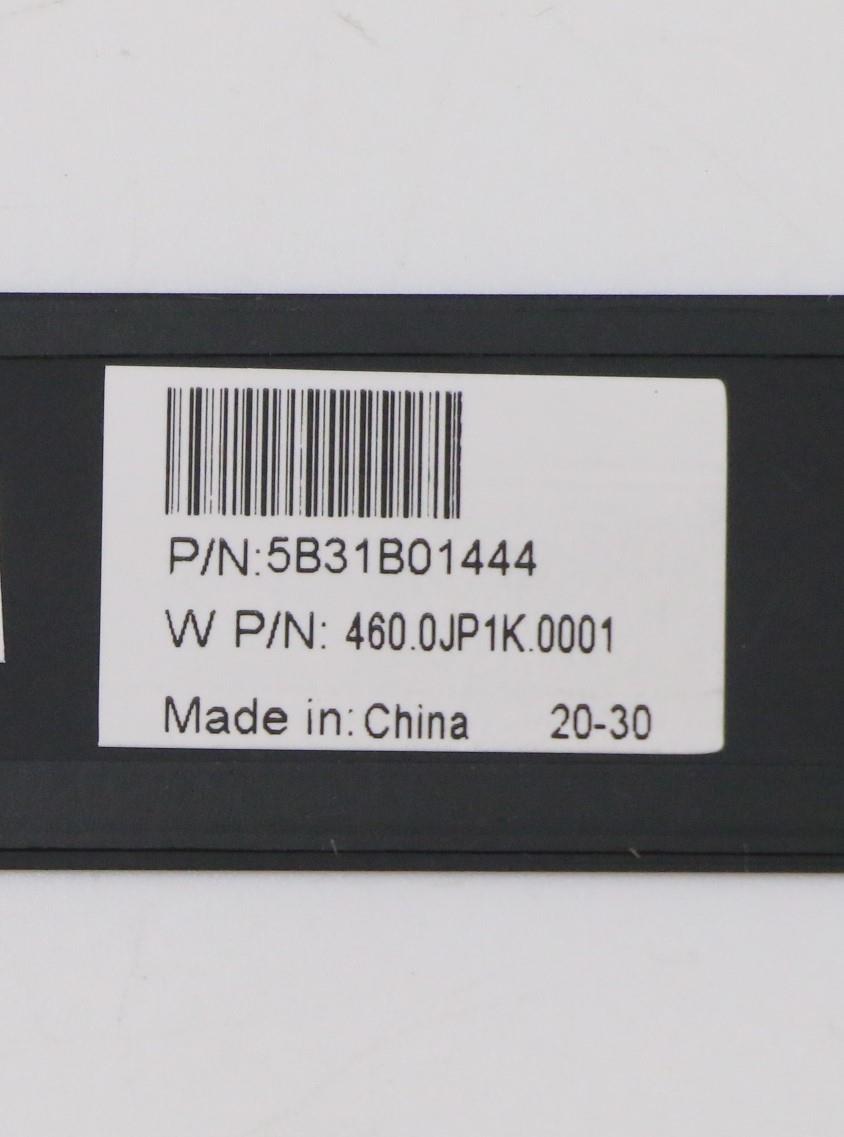 P/N:5B31B01444
W P/N: 460.0JP1K.0001
Made in: China 20-30